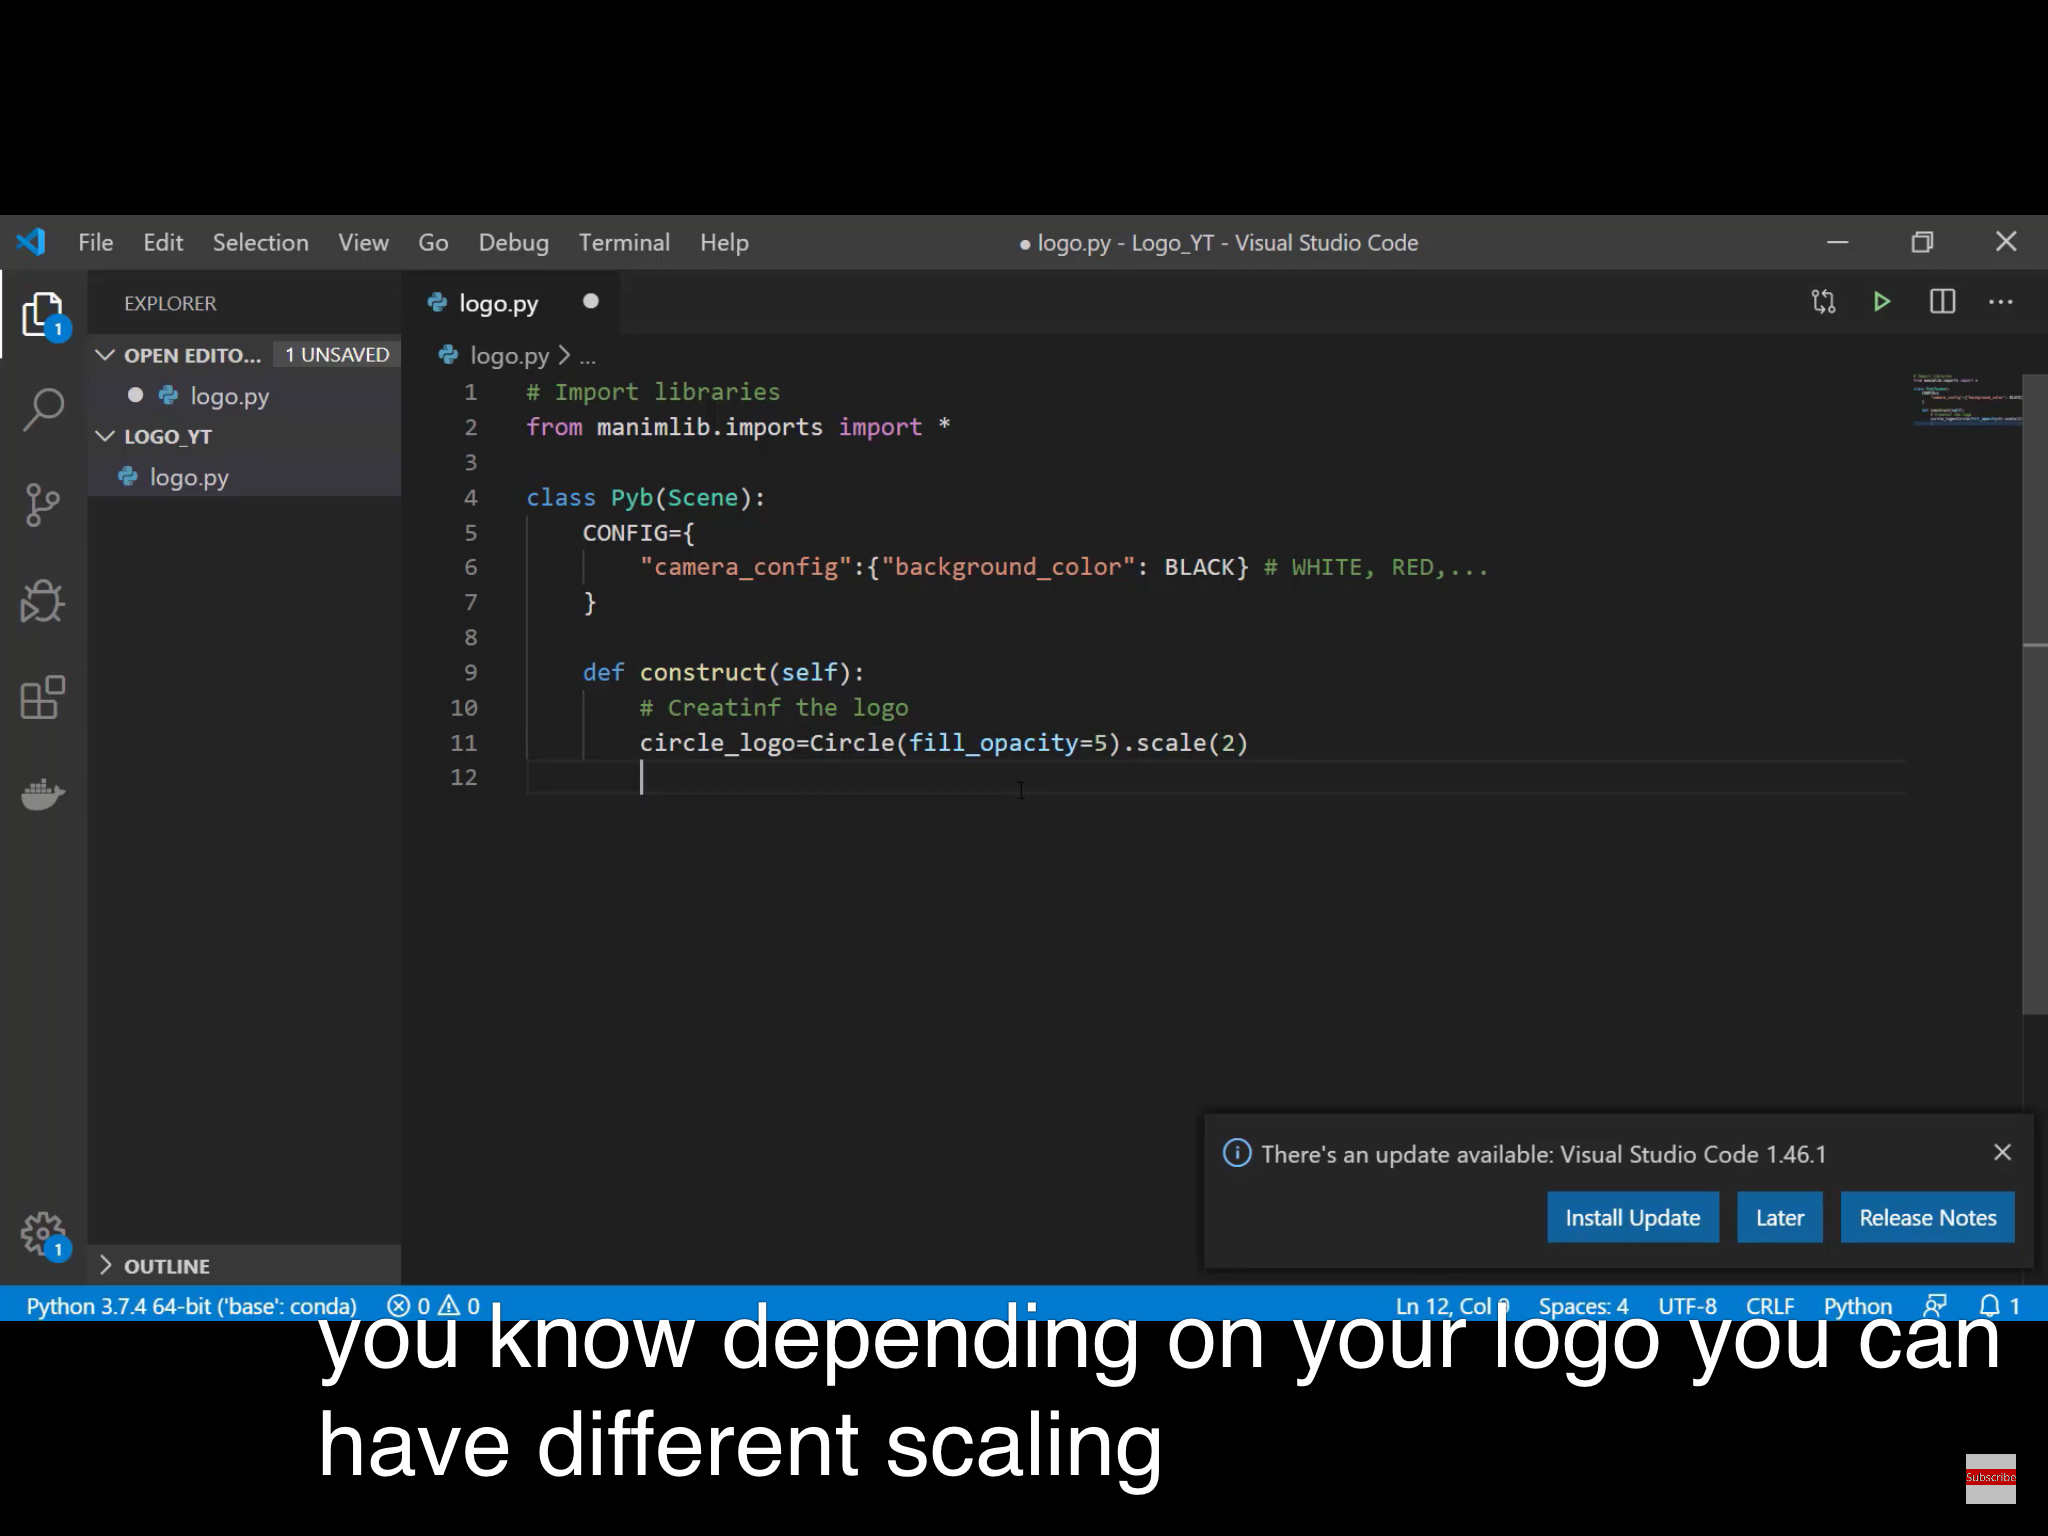 File Edit Selection View Go Debug Terminal Help ● logo.py - Logo_YT - Visual Studio Code
EXPLORER
logo.py
OPEN EDITO... 1 UNSAVED
logo.py
LOGO_YT
logo.py
OUTLINE
logo.py > ...
1 # Import libraries
2 from manimlib.imports import *
3
4 class Pyb(Scene):
5 CONFIG={
6 "camera_config":{"background_color": BLACK} # WHITE, RED,...
7 }
8
9 def construct(self):
10 # Creatinf the logo
11 circle_logo=Circle(fill_opacity=5).scale(2)
12
There's an update available: Visual Studio Code 1.46.1
Install Update Later Release Notes
1
1
Python 3.7.4 64-bit ('base': conda) 0 0 Ln 12, Col 9 Spaces: 4 UTF-8 CRLF Python 1
you know depending on your logo you can
have different scaling
Subscribe